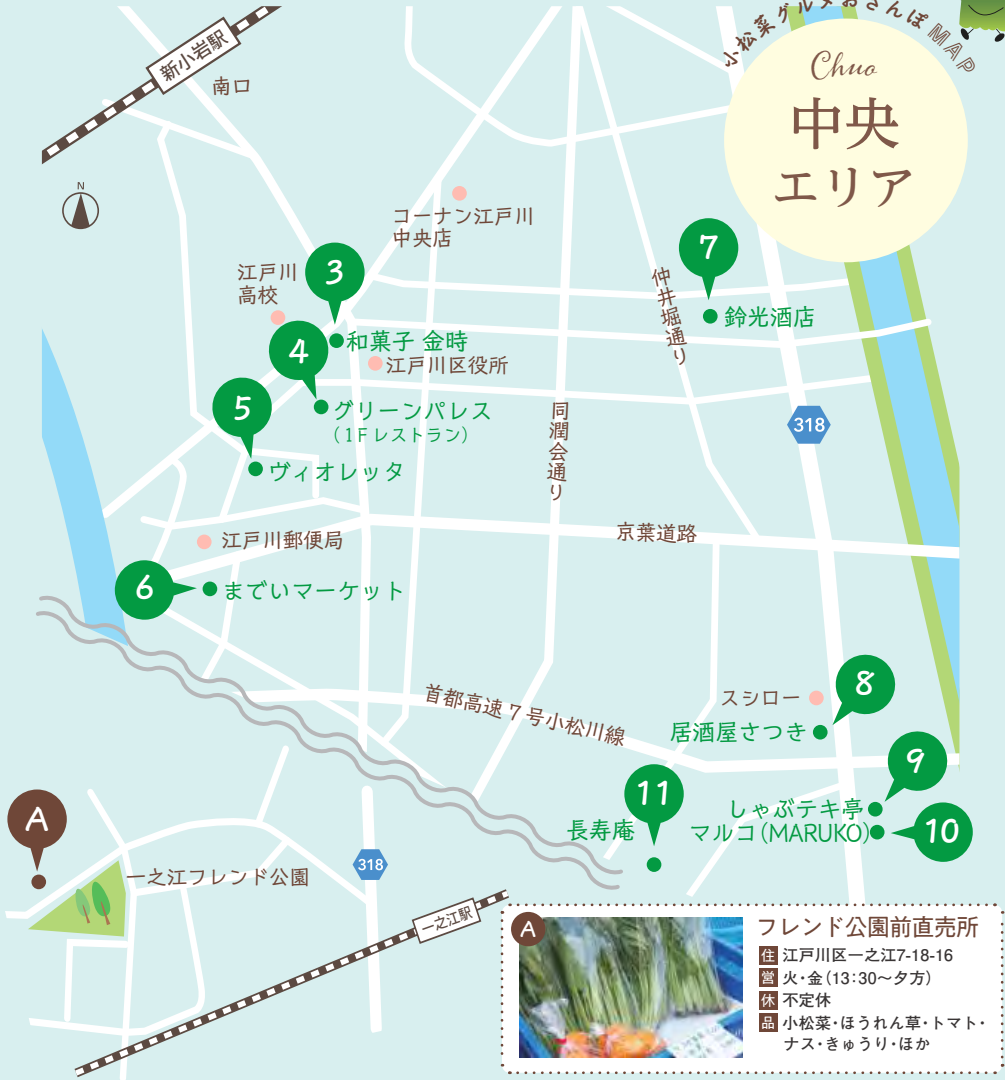 小松菜グルメおさんぽMAP
Chuo
中央
エリア
新小岩駅
南口
N
コーナン江戸川
中央店
江戸川
高校
3
和菓子 金時
江戸川区役所
4
グリーンパレス
(1Fレストラン)
5
ヴィオレッタ
7
鈴光酒店
仲井堀通り
同潤会通り
318
京葉道路
江戸川郵便局
6
までいマーケット
首都高速7号小松川線
スシロー
8
居酒屋さつき
9
しゃぶテキ亭
マルコ(MARUKO)
10
11
長寿庵
A
一之江フレンド公園
318
一之江駅
A
フレンド公園前直売所
住 江戸川区一之江7-18-16
営 火・金(13:30〜夕方)
休 不定休
品 小松菜・ほうれん草・トマト・
ナス・きゅうり・ほか